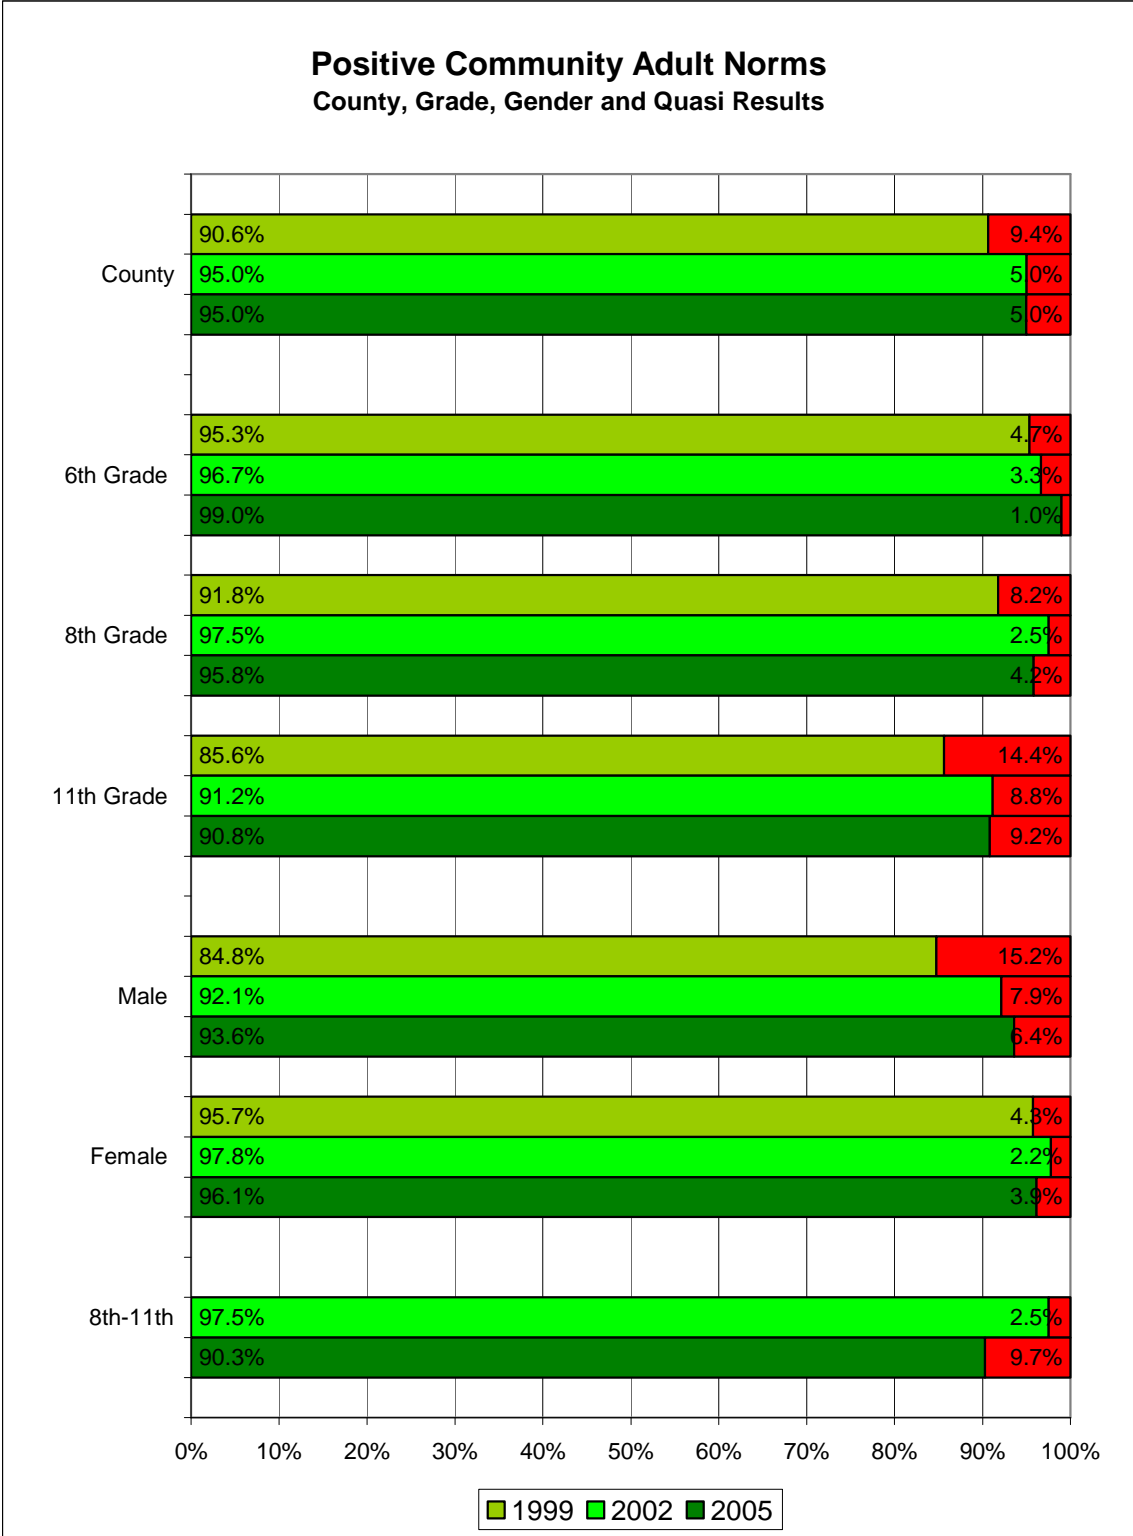 Positive Community Adult Norms
County, Grade, Gender and Quasi Results
90.6% 9.4%
County 95.0% 5.0%
95.0% 5.0%
95.3% 4.7%
6th Grade 96.7% 3.3%
99.0% 1.0%
91.8% 8.2%
8th Grade 97.5% 2.5%
95.8% 4.2%
85.6% 14.4%
11th Grade 91.2% 8.8%
90.8% 9.2%
84.8% 15.2%
Male 92.1% 7.9%
93.6% 6.4%
95.7% 4.3%
Female 97.8% 2.2%
96.1% 3.9%
8th-11th 97.5% 2.5%
90.3% 9.7%
0% 10% 20% 30% 40% 50% 60% 70% 80% 90% 100%
1999 2002 2005